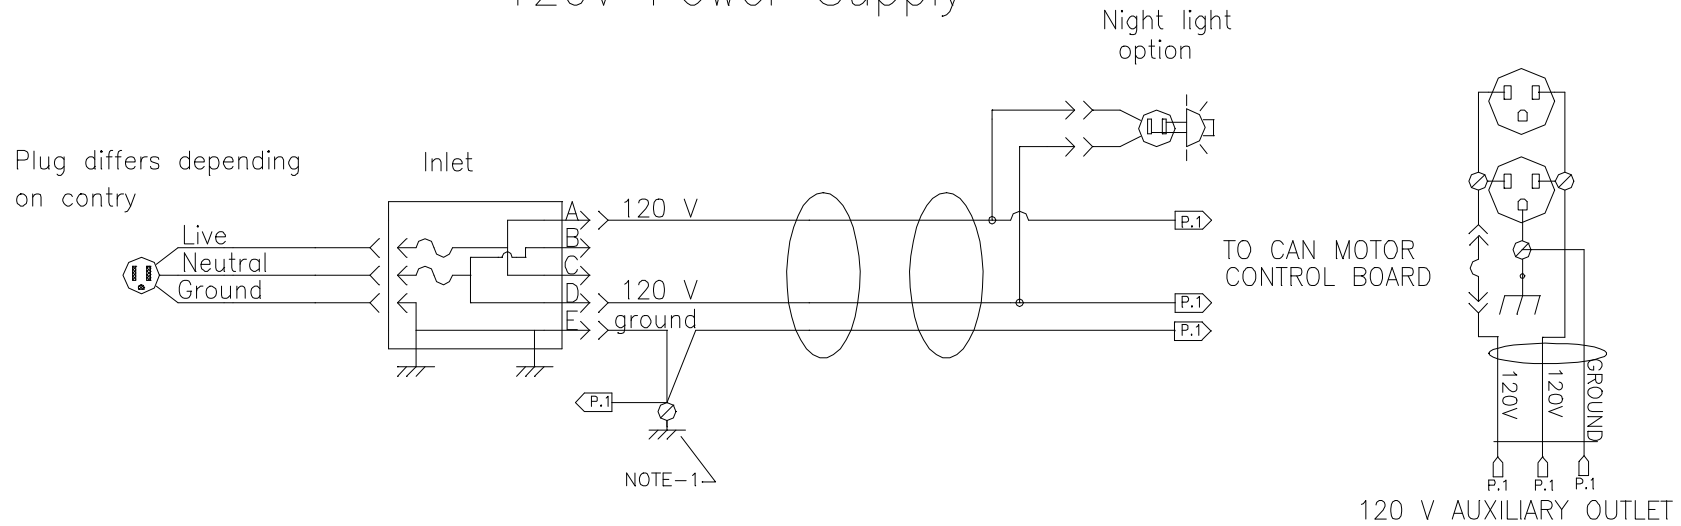 120V Power Supply
Night light
option
Plug differs depending
on contry
Inlet
Live
Neutral
Ground
A
B
C
D
E
120 V
120 V
ground
P.1
P.1
P.1
TO CAN MOTOR
CONTROL BOARD
P.1
NOTE-1
120V
120V
GROUND
P.1
P.1
P.1
120 V AUXILIARY OUTLET